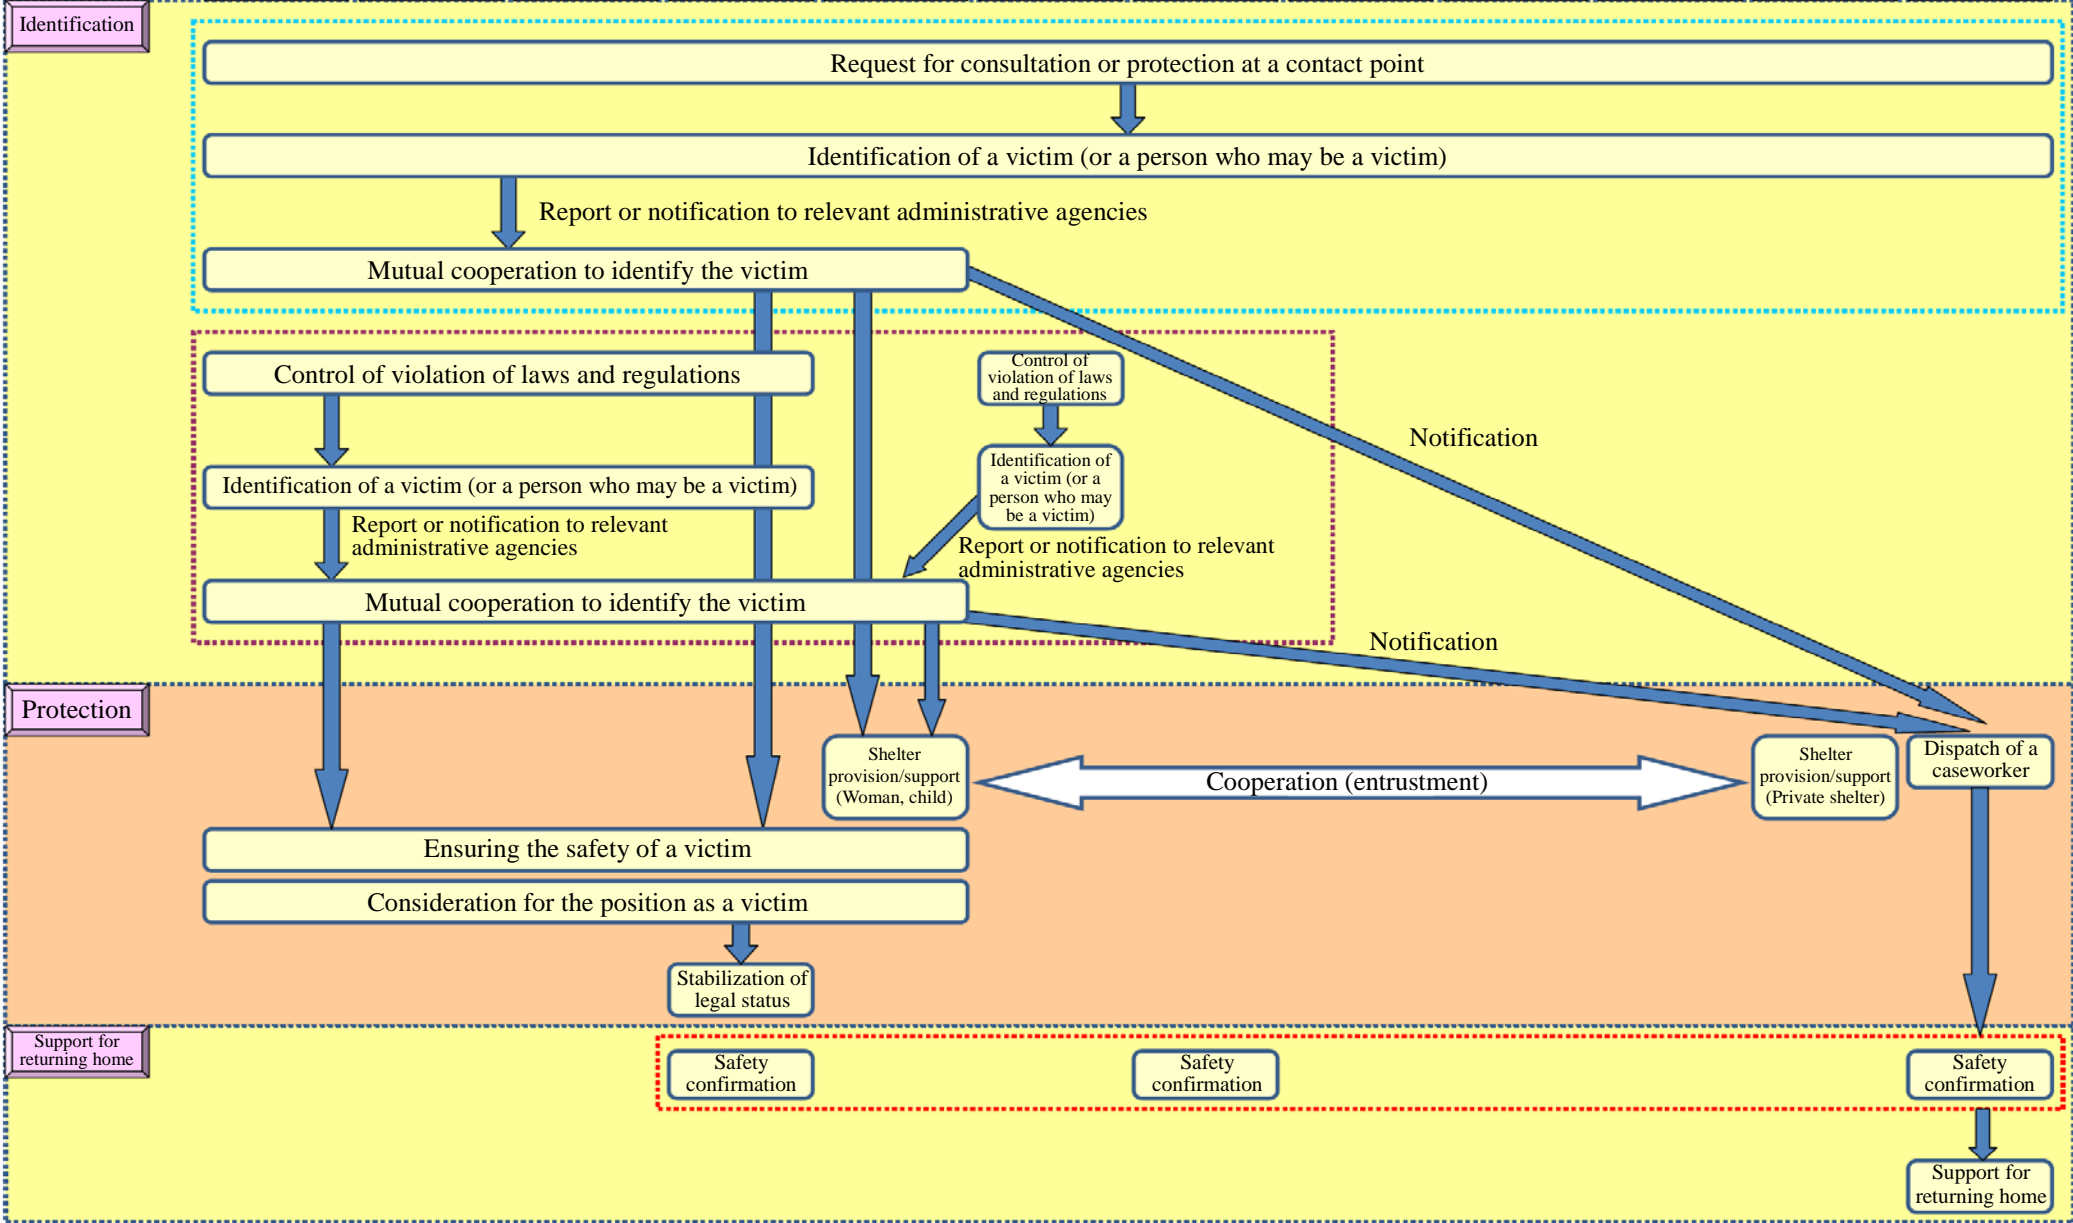 Identification
Request for consultation or protection at a contact point
Identification of a victim (or a person who may be a victim)
Report or notification to relevant administrative agencies
Mutual cooperation to identify the victim
Control of violation of laws and regulations
Control of
violation of laws
and regulations
Notification
Identification of a victim (or a person who may be a victim)
Identification of
a victim (or a
person who may
be a victim)
Report or notification to relevant
administrative agencies
Report or notification to relevant
administrative agencies
Mutual cooperation to identify the victim
Notification
Protection
Shelter
provision/support
(Woman, child)
Cooperation (entrustment)
Shelter
provision/support
(Private shelter)
Dispatch of a
caseworker
Ensuring the safety of a victim
Consideration for the position as a victim
Stabilization of
legal status
Support for
returning home
Safety
confirmation
Safety
confirmation
Safety
confirmation
Support for
returning home